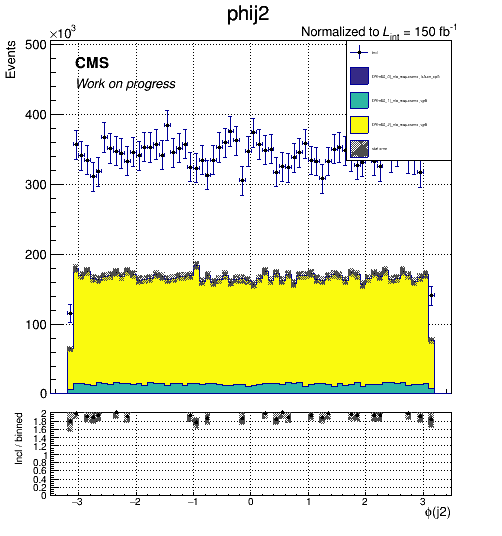 phij2
Normalized to L_int = 150 fb^-1
×10^3
Events
500
CMS
Work on progress
400
300
200
100
0
Incl / binned
2
1.8
1.6
1.4
1.2
1
0.8
0.6
0.4
0.2
0
−3 −2 −1 0 1 2 3
ϕ(j2)